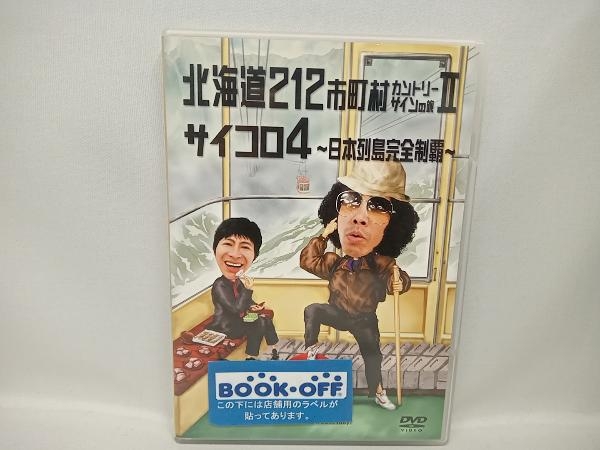 北海道212市町村カントリーサインの旅II
サイコロ4～日本列島完全制覇～
BOOK・OFF®
この下には店舗用のラベルが
貼ってあります。
DVD
VIDEO